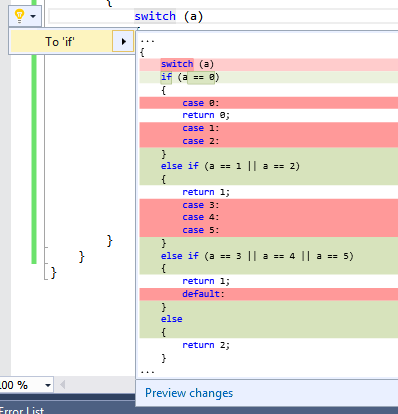 {
switch (a)
To 'if'
...
{
switch (a)
if (a == 0)
{
case 0:
return 0;
case 1:
case 2:
}
else if (a == 1 || a == 2)
{
return 1;
case 3:
case 4:
case 5:
}
else if (a == 3 || a == 4 || a == 5)
{
return 1;
default:
}
else
{
return 2;
}
...
}
}
}
Preview changes
00 %
Error List